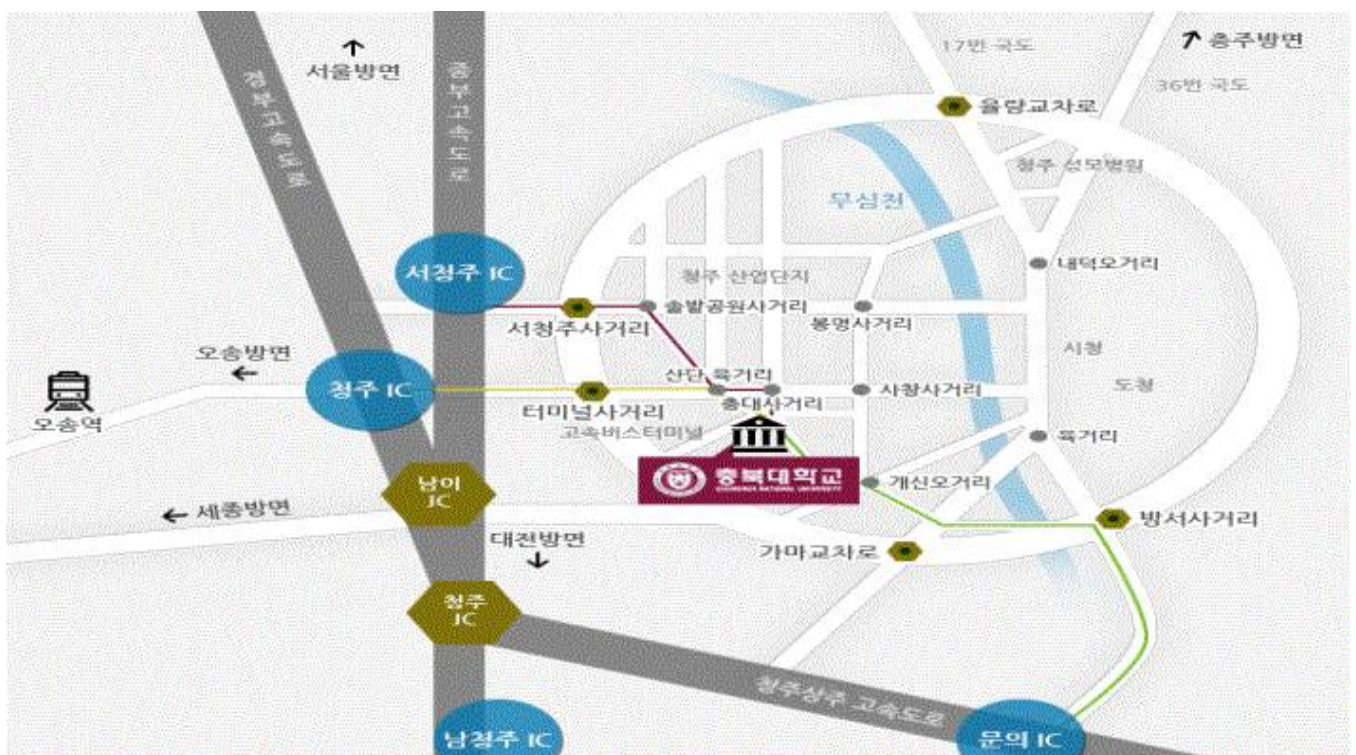 17번 국도
충주방면
서울방면
경부고속도로
중부고속도로
36번 국도
율량교차로
청주 성모병원
무심천
서청주 IC
청주 산업단지
내덕오거리
솔밭공원사거리
서청주사거리
봉명사거리
오송방면
시청
청주 IC
산단 육거리
도청
사창사거리
충대사거리
터미널사거리
오송역
고속버스터미널
육거리
충북대학교
CHUNGBUK NATIONAL UNIVERSITY
개신오거리
남이
JC
세종방면
방서사거리
대전방면
가마교차로
청주
JC
청주상주 고속도로
남청주 IC
문의 IC